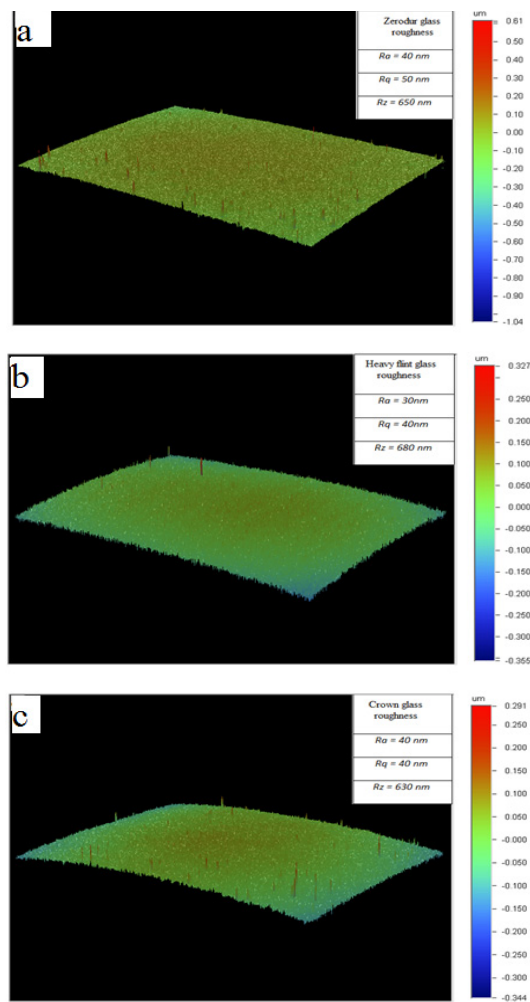 a
Zerodur glass
roughness
Ra = 40 nm
Rq = 50 nm
Rz = 650 nm
um
0.61
0.50
0.40
0.30
0.20
0.10
0.00
-0.10
-0.20
-0.30
-0.40
-0.50
-0.60
-0.70
-0.80
-0.90
-1.04
b
Heavy flint glass
roughness
Ra = 30nm
Rq = 40nm
Rz = 680 nm
um
0.327
0.250
0.200
0.150
0.100
0.050
0.000
-0.050
-0.100
-0.150
-0.200
-0.250
-0.300
-0.355
c
Crown glass
roughness
Ra = 40 nm
Rq = 40 nm
Rz = 630 nm
um
0.291
0.250
0.200
0.150
0.100
0.050
-0.000
-0.050
-0.100
-0.150
-0.200
-0.250
-0.300
-0.344